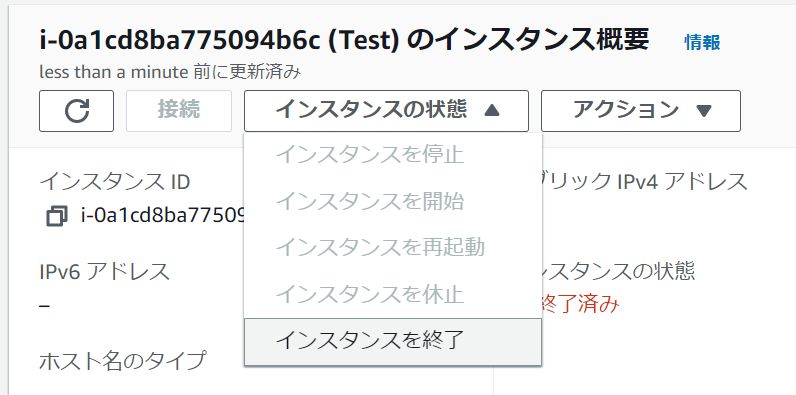 i-0a1cd8ba775094b6c (Test) のインスタンス概要 情報
less than a minute 前に更新済み
接続 インスタンスの状態 アクション
インスタンスを停止
インスタンスを開始
インスタンスを再起動
インスタンスを休止
インスタンスを終了
インスタンス ID
i-0a1cd8ba77509
IPv6 アドレス
–
ホスト名のタイプ
ブリック IPv4 アドレス
ンスタンスの状態
終了済み